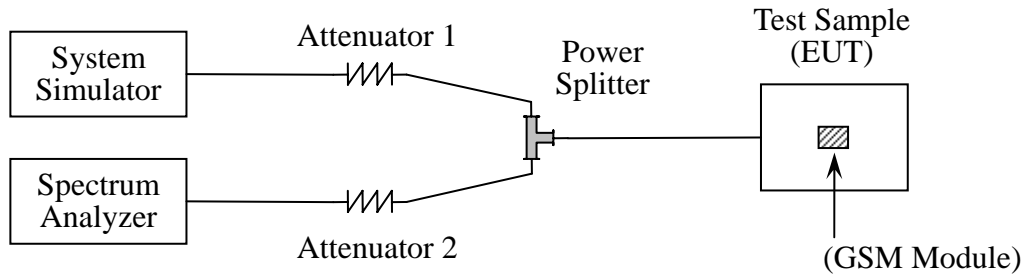 System
Simulator
Attenuator 1
Power
Splitter
Test Sample
(EUT)
Spectrum
Analyzer
Attenuator 2
(GSM Module)